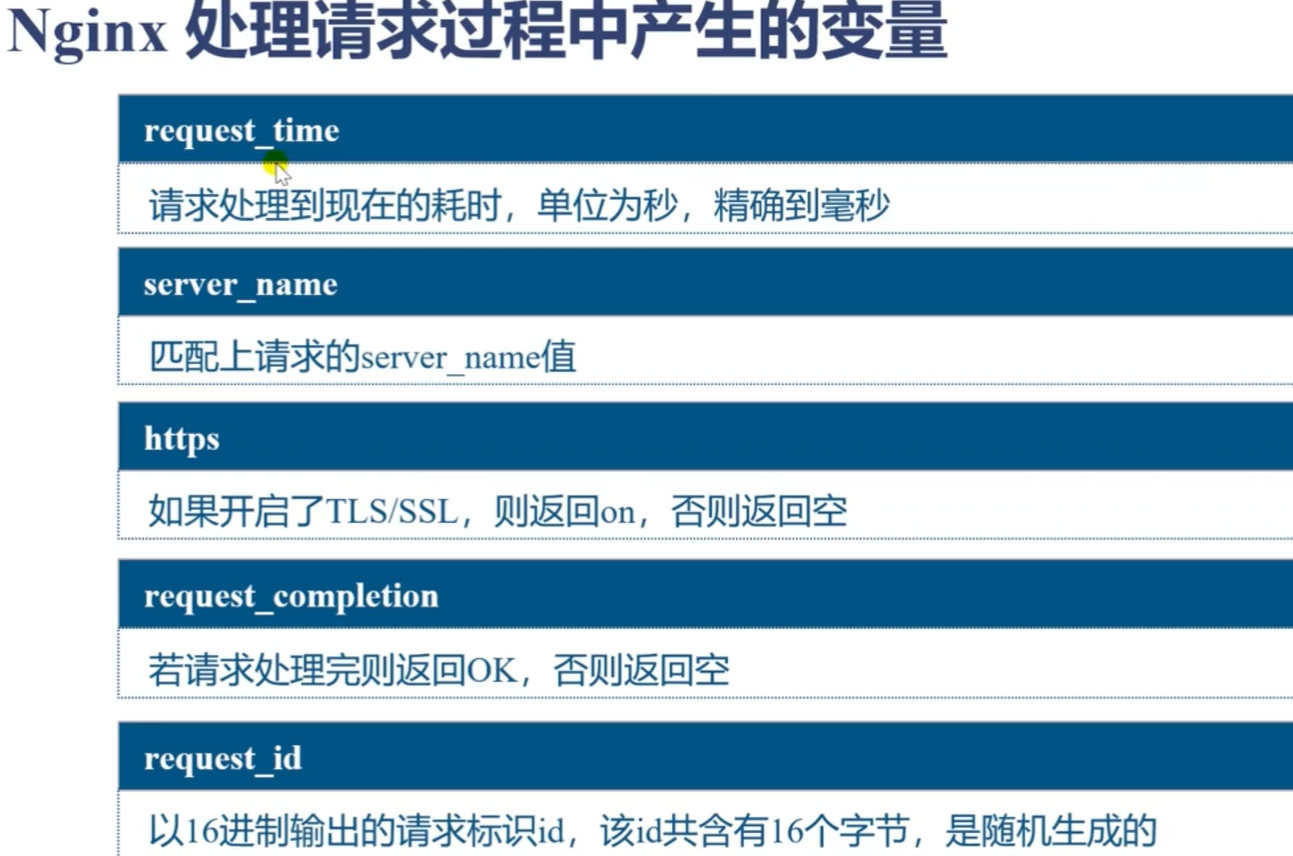 Nginx 处理请求过程中产生的变量
request_time
请求处理到现在的耗时，单位为秒，精确到毫秒
server_name
匹配上请求的server_name值
https
如果开启了TLS/SSL，则返回on，否则返回空
request_completion
若请求处理完则返回OK，否则返回空
request_id
以16进制输出的请求标识id，该id共含有16个字节，是随机生成的